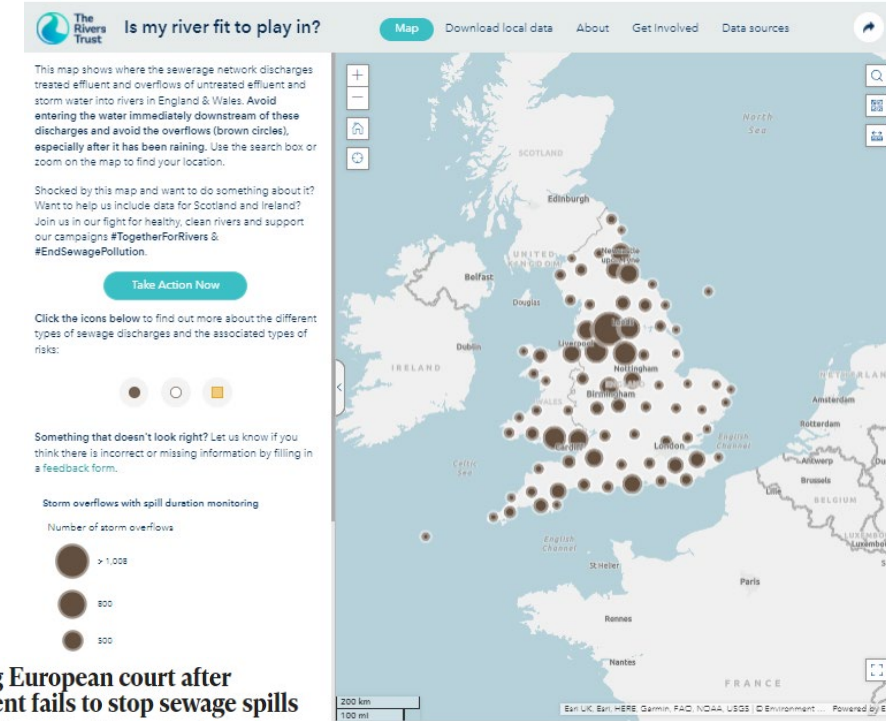 The
Rivers
Trust
Is my river fit to play in?
Map
Download local data
About
Get Involved
Data sources
This map shows where the sewerage network discharges
treated effluent and overflows of untreated effluent and
storm water into rivers in England & Wales. Avoid
entering the water immediately downstream of these
discharges and avoid the overflows (brown circles),
especially after it has been raining. Use the search box or
zoom on the map to find your location.
Shocked by this map and want to do something about it?
Want to help us include data for Scotland and Ireland?
Join us in our fight for healthy, clean rivers and support
our campaigns #TogetherForRivers &
#EndSewagePollution.
Take Action Now
Click the icons below to find out more about the different
types of sewage discharges and the associated types of
risks:
Something that doesn't look right? Let us know if you
think there is incorrect or missing information by filling in
a feedback form.
Storm overflows with spill duration monitoring
Number of storm overflows
> 1,008
800
500
g European court after
ent fails to stop sewage spills
North
Sea
SCOTLAND
Edinburgh
UNITED
KINGDOM
Newcastle
upon Tyne
Belfast
Douglas
Dublin
IRELAND
Liverpool
Nottingham
Birmingham
WALES
Cardiff
London
English
Channel
Celtic
Sea
English
Channel
St Helier
Amsterdam
Rotterdam
Antwerp
Brussels
Lille
BELGIUM
Paris
Rennes
Nantes
FRANCE
200 km
100 mi
Esri UK, Esri, HERE, Garmin, FAO, NOAA, USGS | © Environment ...
Powered by E